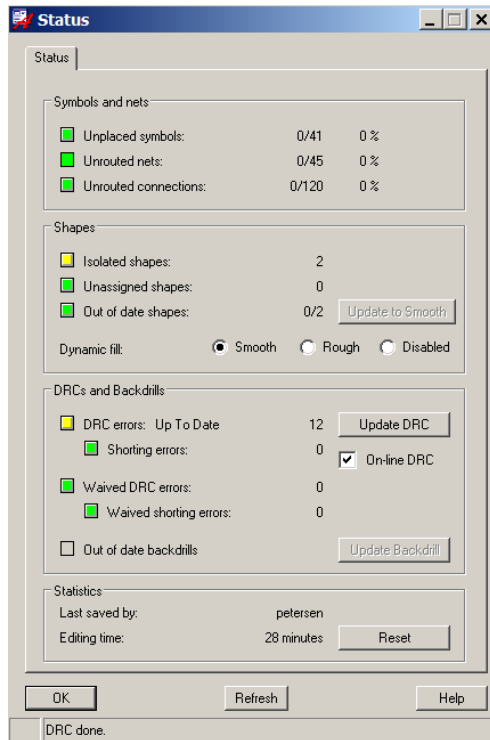 Status
Status
Symbols and nets
Unplaced symbols: 0/41 0 %
Unrouted nets: 0/45 0 %
Unrouted connections: 0/120 0 %
Shapes
Isolated shapes: 2
Unassigned shapes: 0
Out of date shapes: 0/2 Update to Smooth
Dynamic fill: Smooth Rough Disabled
DRCs and Backdrills
DRC errors: Up To Date 12 Update DRC
Shorting errors: 0
On-line DRC
Waived DRC errors: 0
Waived shorting errors: 0
Out of date backdrills Update Backdrill
Statistics
Last saved by: petersen
Editing time: 28 minutes Reset
OK Refresh Help
DRC done.